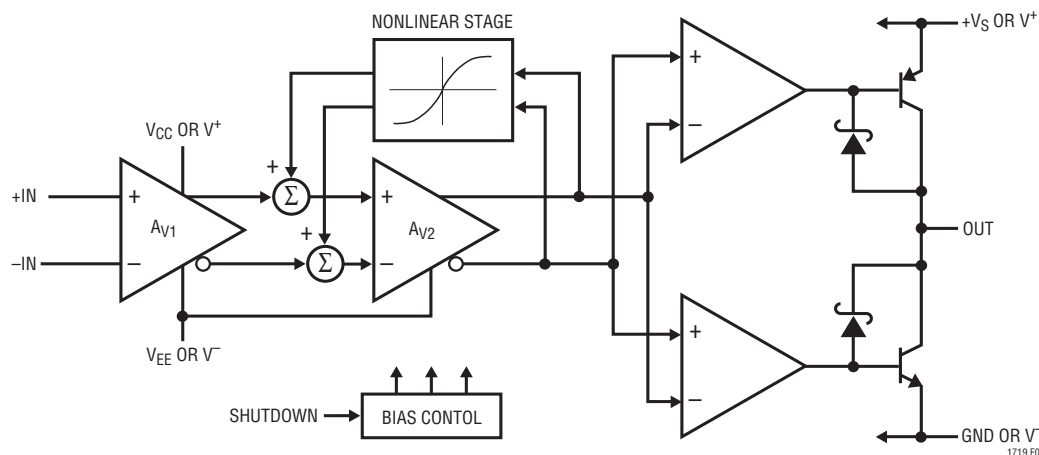 NONLINEAR STAGE
+VS OR V+
+
–
VCC OR V+
+
Σ
+IN
+
AV1
–IN
–
+
Σ
+
AV2
–
OUT
VEE OR V–
+
–
SHUTDOWN
BIAS CONTOL
GND OR V–
1719 F0